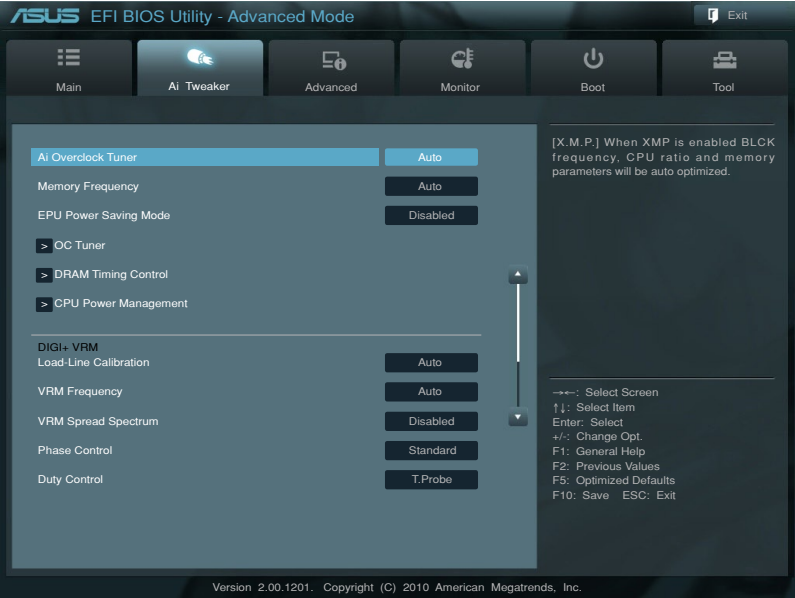 ASUS EFI BIOS Utility - Advanced Mode
Exit
Main
Ai Tweaker
Advanced
Monitor
Boot
Tool
Ai Overclock Tuner Auto
Memory Frequency Auto
EPU Power Saving Mode Disabled
> OC Tuner
> DRAM Timing Control
> CPU Power Management
DIGI+ VRM
Load-Line Calibration Auto
VRM Frequency Auto
VRM Spread Spectrum Disabled
Phase Control Standard
Duty Control T.Probe
[X.M.P.] When XMP is enabled BLCK
frequency, CPU ratio and memory
parameters will be auto optimized.
→←: Select Screen
↑↓: Select Item
Enter: Select
+/-: Change Opt.
F1: General Help
F2: Previous Values
F5: Optimized Defaults
F10: Save ESC: Exit
Version 2.00.1201. Copyright (C) 2010 American Megatrends, Inc.